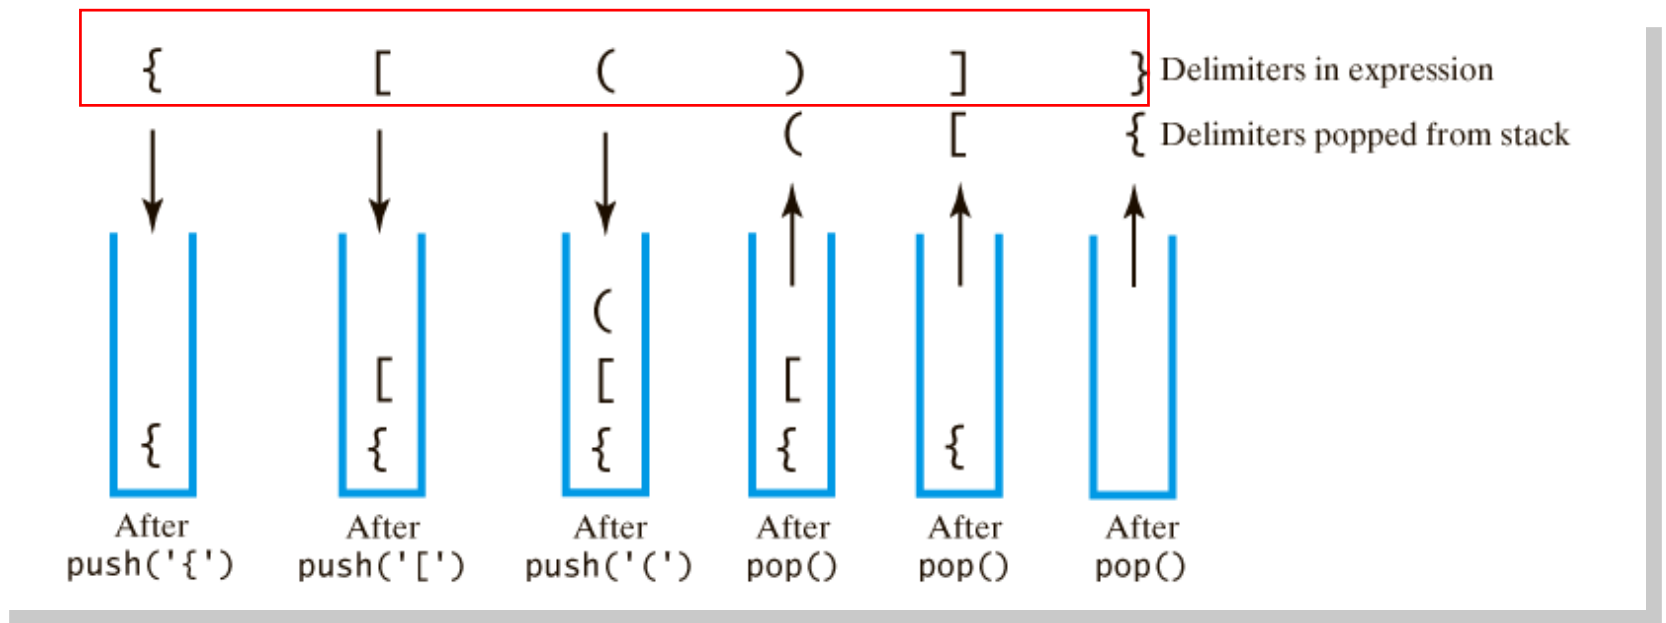 { [ ( ) ] } Delimiters in expression
( [ { Delimiters popped from stack
(
[ [ [
{ { { { {
After After After After After After
push('{') push('[') push('(') pop() pop() pop()